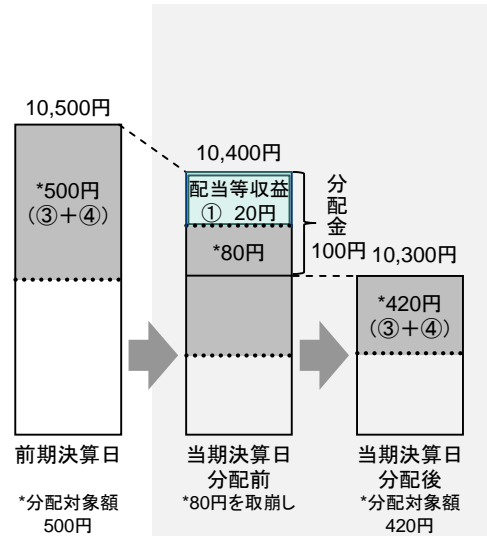 10,500円
*500円
(③+④)
前期決算日
*分配対象額
500円
10,400円
配当等収益
① 20円
*80円
分配金
100円
当期決算日
分配前
*80円を取崩し
10,300円
*420円
(③+④)
当期決算日
分配後
*分配対象額
420円